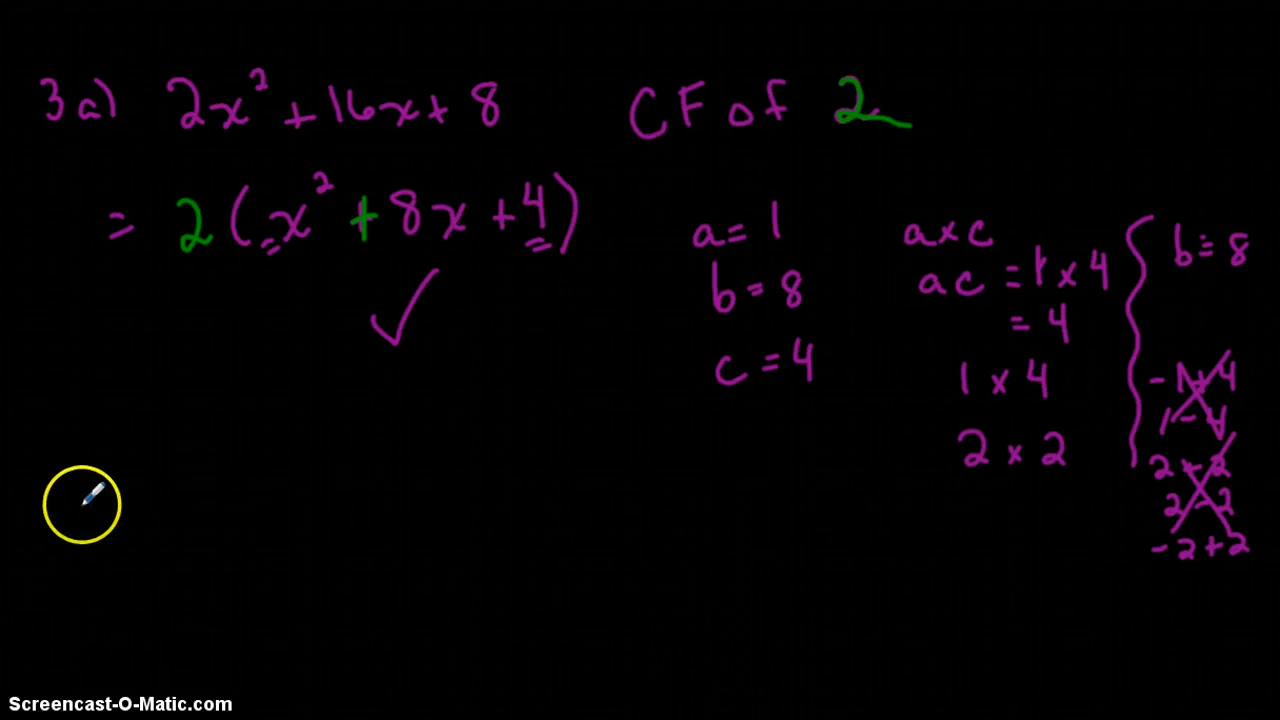 3a) 2x² + 16x + 8
CF of 2
= 2(x² + 8x + 4)
a = 1
b = 8
c = 4
a x c
ac = 1 x 4
= 4
1 x 4
2 x 2
b = 8
- 1 + 4
1 - 4
2 + 2
2 - 2
- 2 + 2
Screencast-O-Matic.com